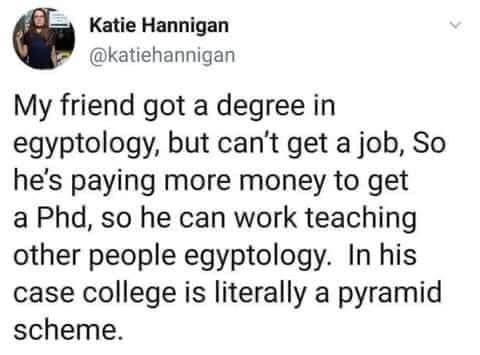 Katie Hannigan
@katiehannigan
My friend got a degree in
egyptology, but can't get a job, So
he's paying more money to get
a Phd, so he can work teaching
other people egyptology.  In his
case college is literally a pyramid
scheme.